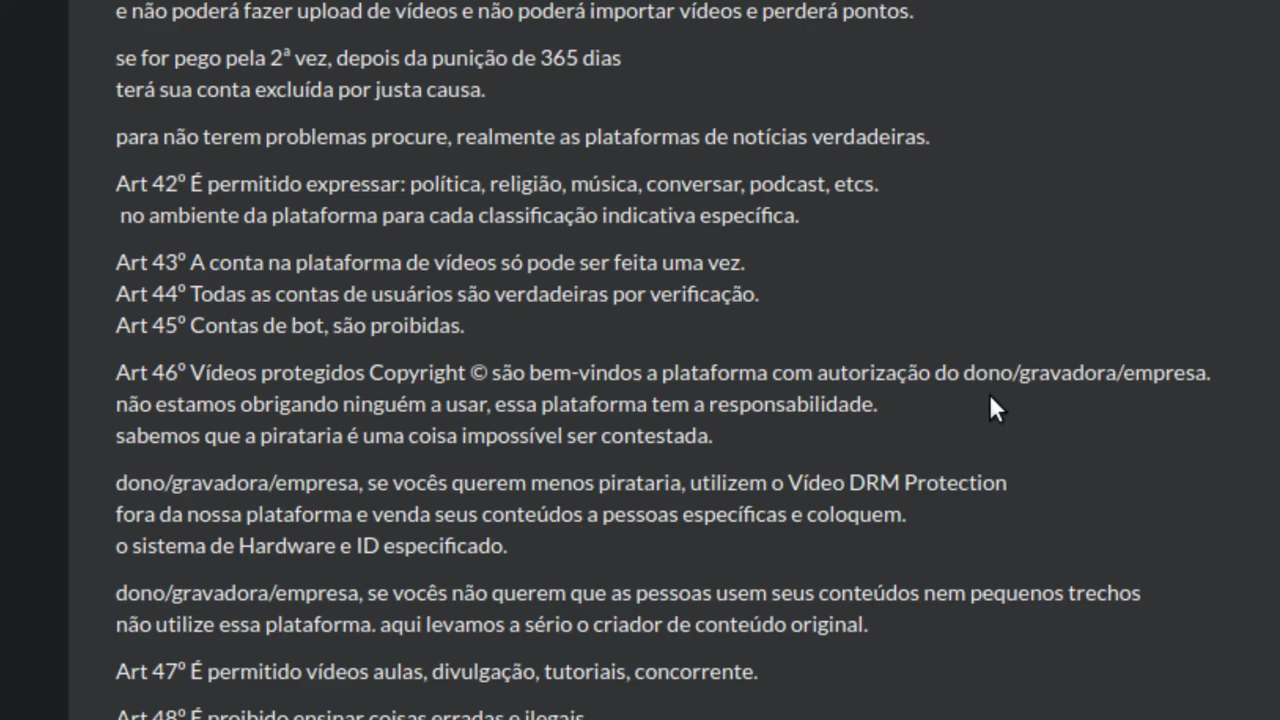 e não poderá fazer upload de vídeos e não poderá importar vídeos e perderá pontos.
se for pego pela 2ª vez, depois da punição de 365 dias
terá sua conta excluída por justa causa.
para não terem problemas procure, realmente as plataformas de notícias verdadeiras.
Art 42º É permitido expressar: política, religião, música, conversar, podcast, etcs.
no ambiente da plataforma para cada classificação indicativa específica.
Art 43º A conta na plataforma de vídeos só pode ser feita uma vez.
Art 44º Todas as contas de usuários são verdadeiras por verificação.
Art 45º Contas de bot, são proibidas.
Art 46º Vídeos protegidos Copyright © são bem-vindos a plataforma com autorização do dono/gravadora/empresa.
não estamos obrigando ninguém a usar, essa plataforma tem a responsabilidade.
sabemos que a pirataria é uma coisa impossível ser contestada.
dono/gravadora/empresa, se vocês querem menos pirataria, utilizem o Vídeo DRM Protection
fora da nossa plataforma e venda seus conteúdos a pessoas específicas e coloquem.
o sistema de Hardware e ID especificado.
dono/gravadora/empresa, se vocês não querem que as pessoas usem seus conteúdos nem pequenos trechos
não utilize essa plataforma. aqui levamos a sério o criador de conteúdo original.
Art 47º É permitido vídeos aulas, divulgação, tutoriais, concorrente.
Art 48º É proibido ensinar coisas erradas e ilegais